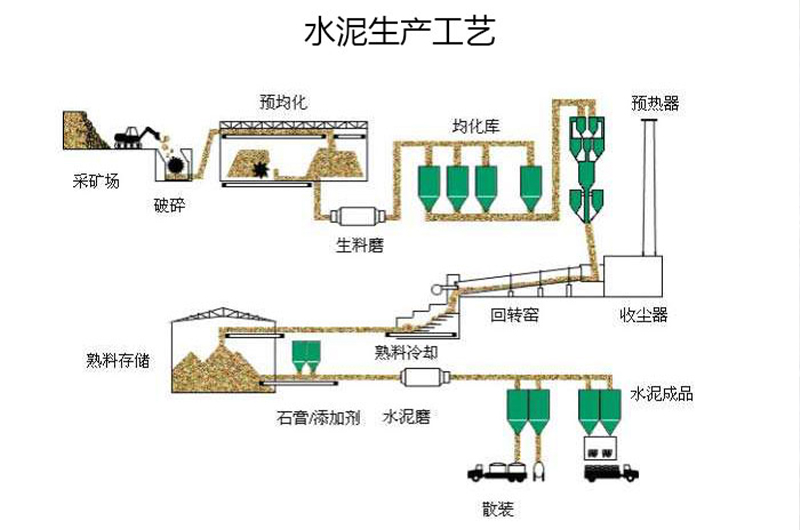 水泥生产工艺
预均化
预热器
均化库
采矿场
破碎
生料磨
回转窑
收尘器
熟料冷却
熟料存储
水泥成品
石膏/添加剂
水泥磨
散装